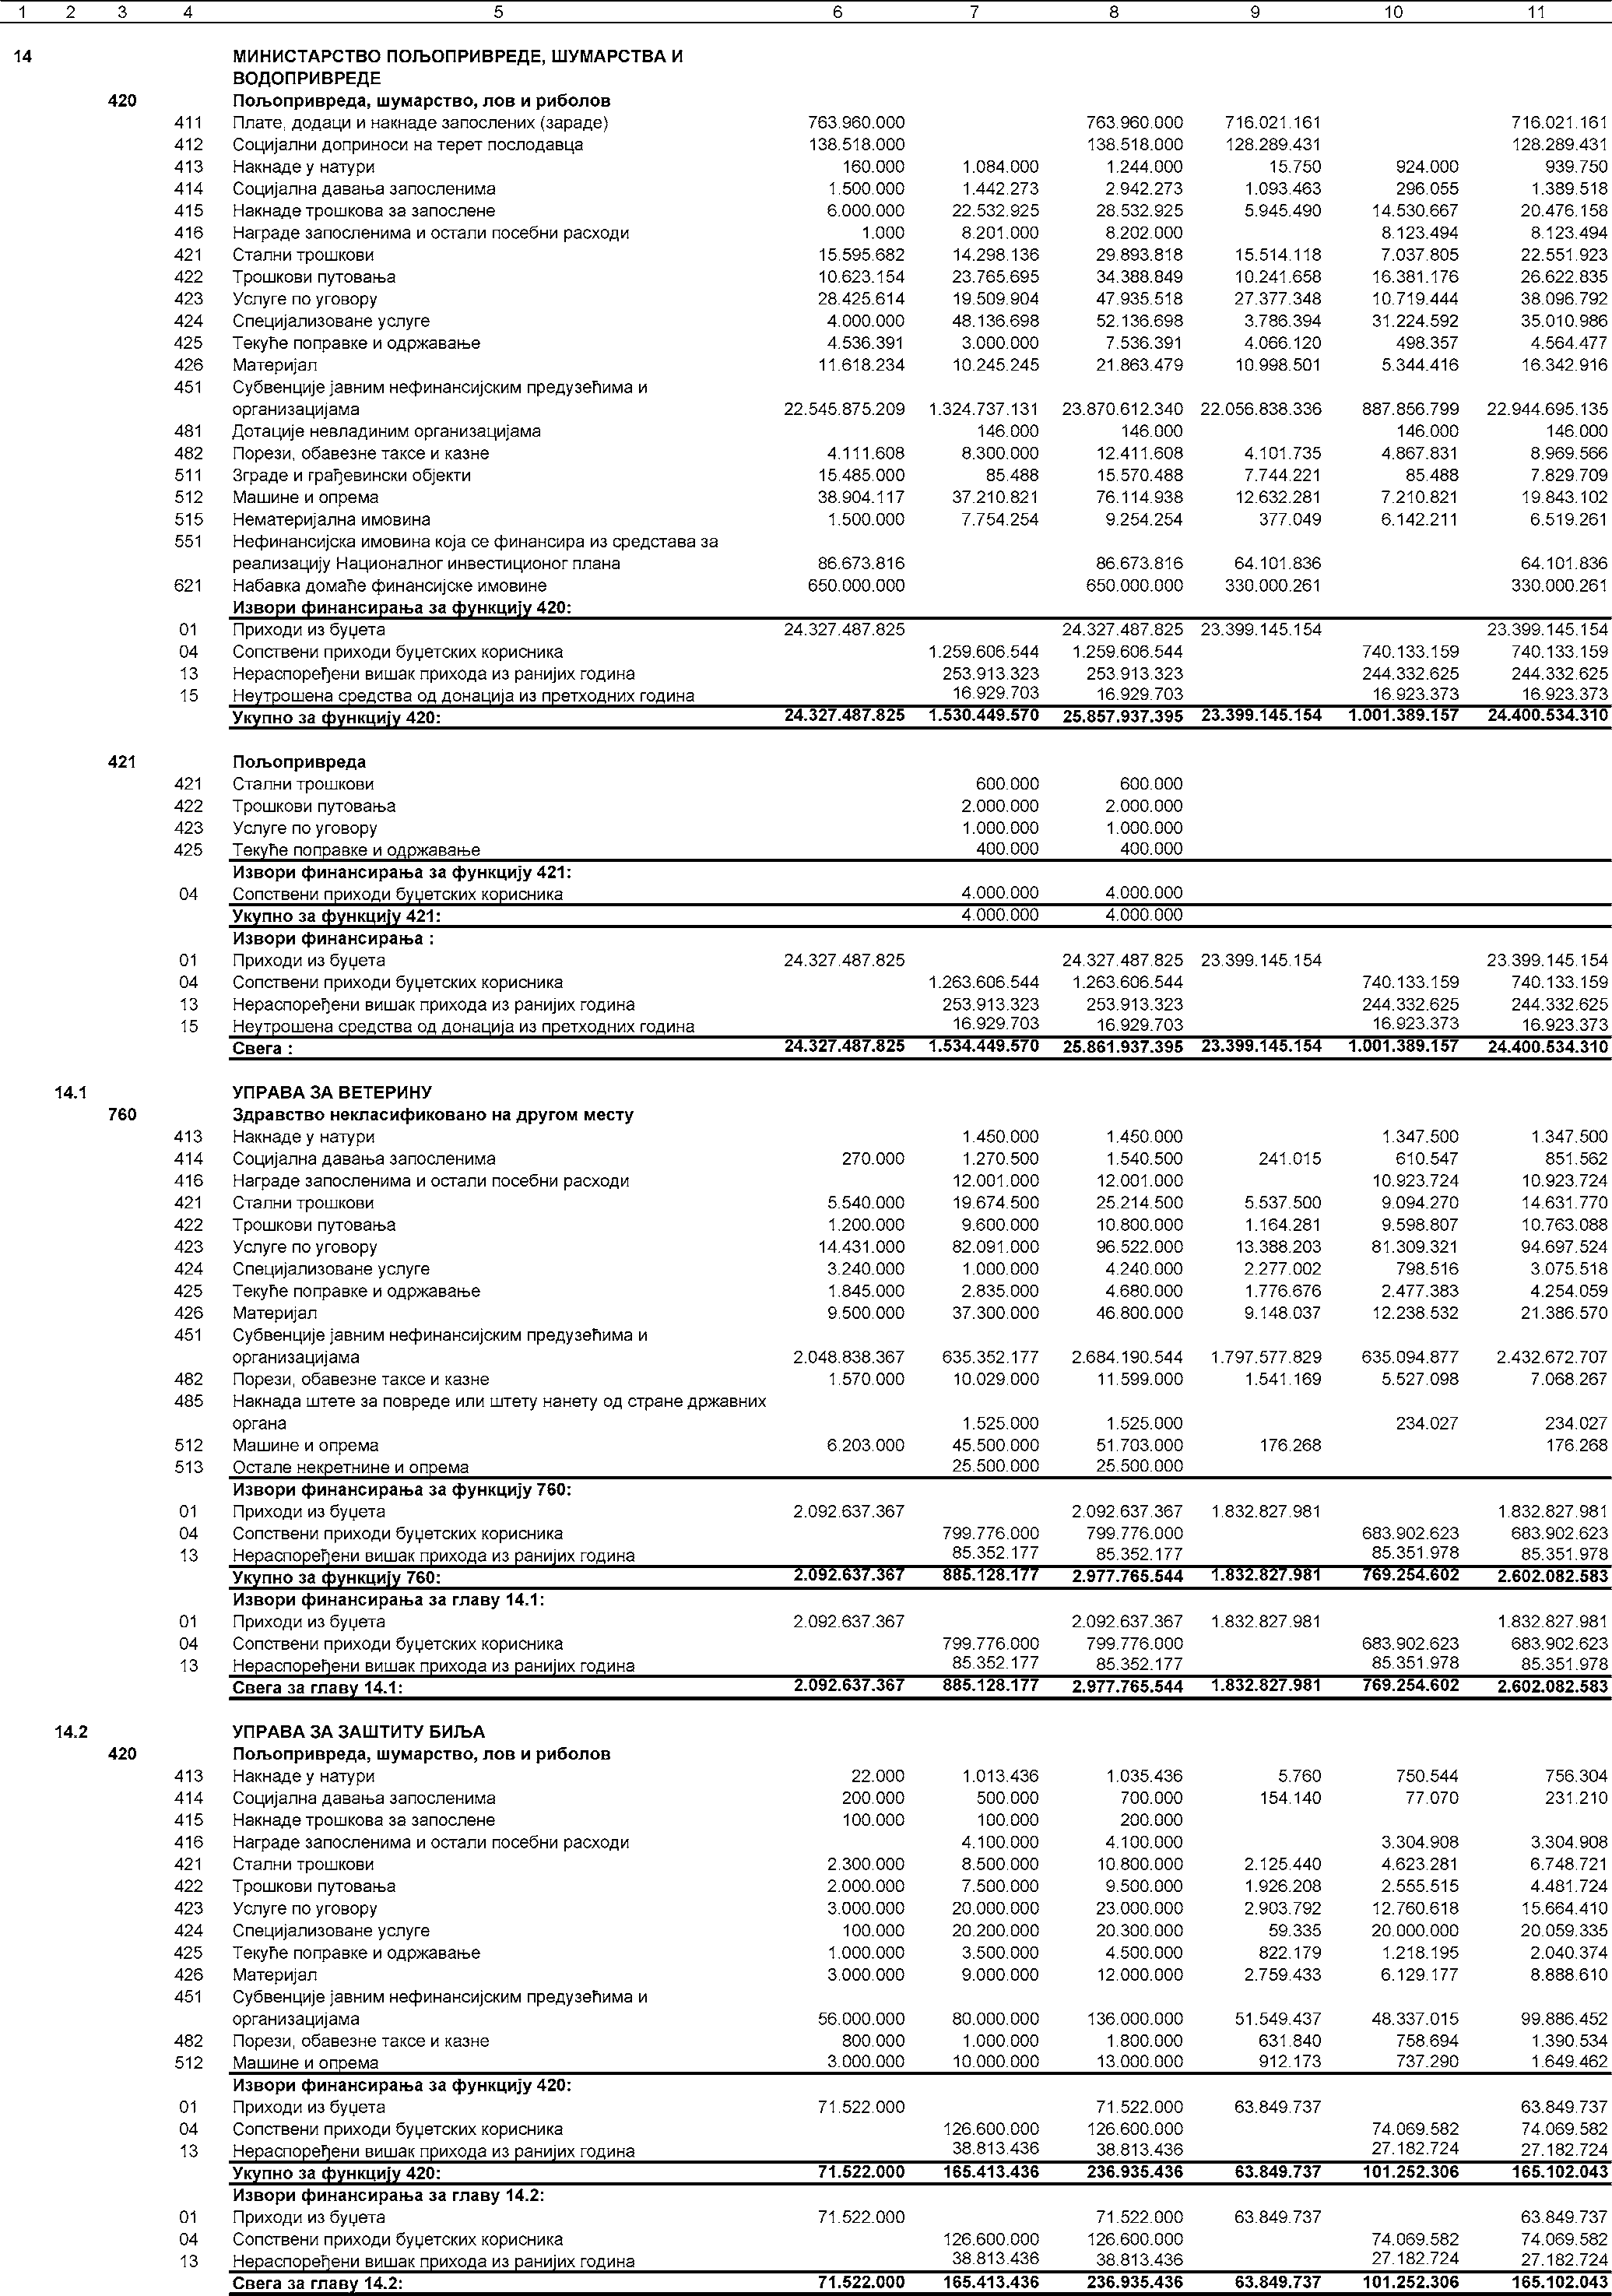 1 2 3 4 5 6 7 8 9 10 11
14 МИНИСТАРСТВО ПОЉОПРИВРЕДЕ, ШУМАРСТВА И
ВОДОПРИВРЕДЕ
420 Пољопривреда, шумарство, лов и риболов
411 Плате, додаци и накнаде запослених (зараде) 763.960.000 763.960.000 716.021.161 716.021.161
412 Социјални доприноси на терет послодавца 138.518.000 138.518.000 128.289.431 128.289.431
413 Накнаде у натури 160.000 1.084.000 1.244.000 15.750 924.000 939.750
414 Социјална давања запосленима 1.500.000 1.442.273 2.942.273 1.093.463 296.055 1.389.518
415 Накнаде трошкова за запослене 6.000.000 22.532.925 28.532.925 5.945.490 14.530.667 20.476.158
416 Награде запосленима и остали посебни расходи 1.000 8.201.000 8.202.000 8.123.494 8.123.494
421 Стални трошкови 15.595.682 14.298.136 29.893.818 15.514.118 7.037.805 22.551.923
422 Трошкови путовања 10.623.154 23.765.695 34.388.849 10.241.658 16.381.176 26.622.835
423 Услуге по уговору 28.425.614 19.509.904 47.935.518 27.377.348 10.719.444 38.096.792
424 Специјализоване услуге 4.000.000 48.136.698 52.136.698 3.786.394 31.224.592 35.010.986
425 Текуће поправке и одржавање 4.536.391 3.000.000 7.536.391 4.066.120 498.357 4.564.477
426 Материјал 11.618.234 10.245.245 21.863.479 10.998.501 5.344.416 16.342.916
451 Субвенције јавним нефинансијским предузећима и
организацијама 22.545.875.209 1.324.737.131 23.870.612.340 22.056.838.336 887.856.799 22.944.695.135
481 Дотације невладиним организацијама 146.000 146.000 146.000 146.000
482 Порези, обавезне таксе и казне 4.111.608 8.300.000 12.411.608 4.101.735 4.867.831 8.969.566
511 Зграде и грађевински објекти 15.485.000 85.488 15.570.488 7.744.221 85.488 7.829.709
512 Машине и опрема 38.904.117 37.210.821 76.114.938 12.632.281 7.210.821 19.843.102
515 Нематеријална имовина 1.500.000 7.754.254 9.254.254 377.049 6.142.211 6.519.261
551 Нефинансијска имовина која се финансира из средстава за
реализацију Националног инвестиционог плана 86.673.816 86.673.816 64.101.836 64.101.836
621 Набавка домаће финансијске имовине 650.000.000 650.000.000 330.000.261 330.000.261
Извори финансирања за функцију 420:
01 Приходи из буџета 24.327.487.825 24.327.487.825 23.399.145.154 23.399.145.154
04 Сопствени приходи буџетских корисника 1.259.606.544 1.259.606.544 740.133.159 740.133.159
13 Нераспоређени вишак прихода из ранијих година 253.913.323 253.913.323 244.332.625 244.332.625
15 Неутрошена средства од донација из претходних година 16.929.703 16.929.703 16.923.373 16.923.373
Укупно за функцију 420: 24.327.487.825 1.530.449.570 25.857.937.395 23.399.145.154 1.001.389.157 24.400.534.310
421 Пољопривреда
421 Стални трошкови 600.000 600.000
422 Трошкови путовања 2.000.000 2.000.000
423 Услуге по уговору 1.000.000 1.000.000
425 Текуће поправке и одржавање 400.000 400.000
Извори финансирања за функцију 421:
04 Сопствени приходи буџетских корисника 4.000.000 4.000.000
Укупно за функцију 421: 4.000.000 4.000.000
Извори финансирања :
01 Приходи из буџета 24.327.487.825 24.327.487.825 23.399.145.154 23.399.145.154
04 Сопствени приходи буџетских корисника 1.263.606.544 1.263.606.544 740.133.159 740.133.159
13 Нераспоређени вишак прихода из ранијих година 253.913.323 253.913.323 244.332.625 244.332.625
15 Неутрошена средства од донација из претходних година 16.929.703 16.929.703 16.923.373 16.923.373
Свега : 24.327.487.825 1.534.449.570 25.861.937.395 23.399.145.154 1.001.389.157 24.400.534.310
14.1 УПРАВА ЗА ВЕТЕРИНУ
760 Здравство некласификовано на другом месту
413 Накнаде у натури 1.450.000 1.450.000 1.347.500 1.347.500
414 Социјална давања запосленима 270.000 1.270.500 1.540.500 241.015 610.547 851.562
416 Награде запосленима и остали посебни расходи 12.001.000 12.001.000 10.923.724 10.923.724
421 Стални трошкови 5.540.000 19.674.500 25.214.500 5.537.500 9.094.270 14.631.770
422 Трошкови путовања 1.200.000 9.600.000 10.800.000 1.164.281 9.598.807 10.763.088
423 Услуге по уговору 14.431.000 82.091.000 96.522.000 13.388.203 81.309.321 94.697.524
424 Специјализоване услуге 3.240.000 1.000.000 4.240.000 2.277.002 798.516 3.075.518
425 Текуће поправке и одржавање 1.845.000 2.835.000 4.680.000 1.776.676 2.477.383 4.254.059
426 Материјал 9.500.000 37.300.000 46.800.000 9.148.037 12.238.532 21.386.570
451 Субвенције јавним нефинансијским предузећима и
организацијама 2.048.838.367 635.352.177 2.684.190.544 1.797.577.829 635.094.877 2.432.672.707
482 Порези, обавезне таксе и казне 1.570.000 10.029.000 11.599.000 1.541.169 5.527.098 7.068.267
485 Накнада штете за повреде или штету нанету од стране државних
органа 1.525.000 1.525.000 234.027 234.027
512 Машине и опрема 6.203.000 45.500.000 51.703.000 176.268 176.268
513 Остале некретнине и опрема 25.500.000 25.500.000
Извори финансирања за функцију 760:
01 Приходи из буџета 2.092.637.367 2.092.637.367 1.832.827.981 1.832.827.981
04 Сопствени приходи буџетских корисника 799.776.000 799.776.000 683.902.623 683.902.623
13 Нераспоређени вишак прихода из ранијих година 85.352.177 85.352.177 85.351.978 85.351.978
Укупно за функцију 760: 2.092.637.367 885.128.177 2.977.765.544 1.832.827.981 769.254.602 2.602.082.583
Извори финансирања за главу 14.1:
01 Приходи из буџета 2.092.637.367 2.092.637.367 1.832.827.981 1.832.827.981
04 Сопствени приходи буџетских корисника 799.776.000 799.776.000 683.902.623 683.902.623
13 Нераспоређени вишак прихода из ранијих година 85.352.177 85.352.177 85.351.978 85.351.978
Свега за главу 14.1: 2.092.637.367 885.128.177 2.977.765.544 1.832.827.981 769.254.602 2.602.082.583
14.2 УПРАВА ЗА ЗАШТИТУ БИЉА
420 Пољопривреда, шумарство, лов и риболов
413 Накнаде у натури 22.000 1.013.436 1.035.436 5.760 750.544 756.304
414 Социјална давања запосленима 200.000 500.000 700.000 154.140 77.070 231.210
415 Накнаде трошкова за запослене 100.000 100.000 200.000
416 Награде запосленима и остали посебни расходи 4.100.000 4.100.000 3.304.908 3.304.908
421 Стални трошкови 2.300.000 8.500.000 10.800.000 2.125.440 4.623.281 6.748.721
422 Трошкови путовања 2.000.000 7.500.000 9.500.000 1.926.208 2.555.515 4.481.724
423 Услуге по уговору 3.000.000 20.000.000 23.000.000 2.903.792 12.760.618 15.664.410
424 Специјализоване услуге 100.000 20.200.000 20.300.000 59.335 20.000.000 20.059.335
425 Текуће поправке и одржавање 1.000.000 3.500.000 4.500.000 822.179 1.218.195 2.040.374
426 Материјал 3.000.000 9.000.000 12.000.000 2.759.433 6.129.177 8.888.610
451 Субвенције јавним нефинансијским предузећима и
организацијама 56.000.000 80.000.000 136.000.000 51.549.437 48.337.015 99.886.452
482 Порези, обавезне таксе и казне 800.000 1.000.000 1.800.000 631.840 758.694 1.390.534
512 Машине и опрема 3.000.000 10.000.000 13.000.000 912.173 737.290 1.649.462
Извори финансирања за функцију 420:
01 Приходи из буџета 71.522.000 71.522.000 63.849.737 63.849.737
04 Сопствени приходи буџетских корисника 126.600.000 126.600.000 74.069.582 74.069.582
13 Нераспоређени вишак прихода из ранијих година 38.813.436 38.813.436 27.182.724 27.182.724
Укупно за функцију 420: 71.522.000 165.413.436 236.935.436 63.849.737 101.252.306 165.102.043
Извори финансирања за главу 14.2:
01 Приходи из буџета 71.522.000 71.522.000 63.849.737 63.849.737
04 Сопствени приходи буџетских корисника 126.600.000 126.600.000 74.069.582 74.069.582
13 Нераспоређени вишак прихода из ранијих година 38.813.436 38.813.436 27.182.724 27.182.724
Свега за главу 14.2: 71.522.000 165.413.436 236.935.436 63.849.737 101.252.306 165.102.043